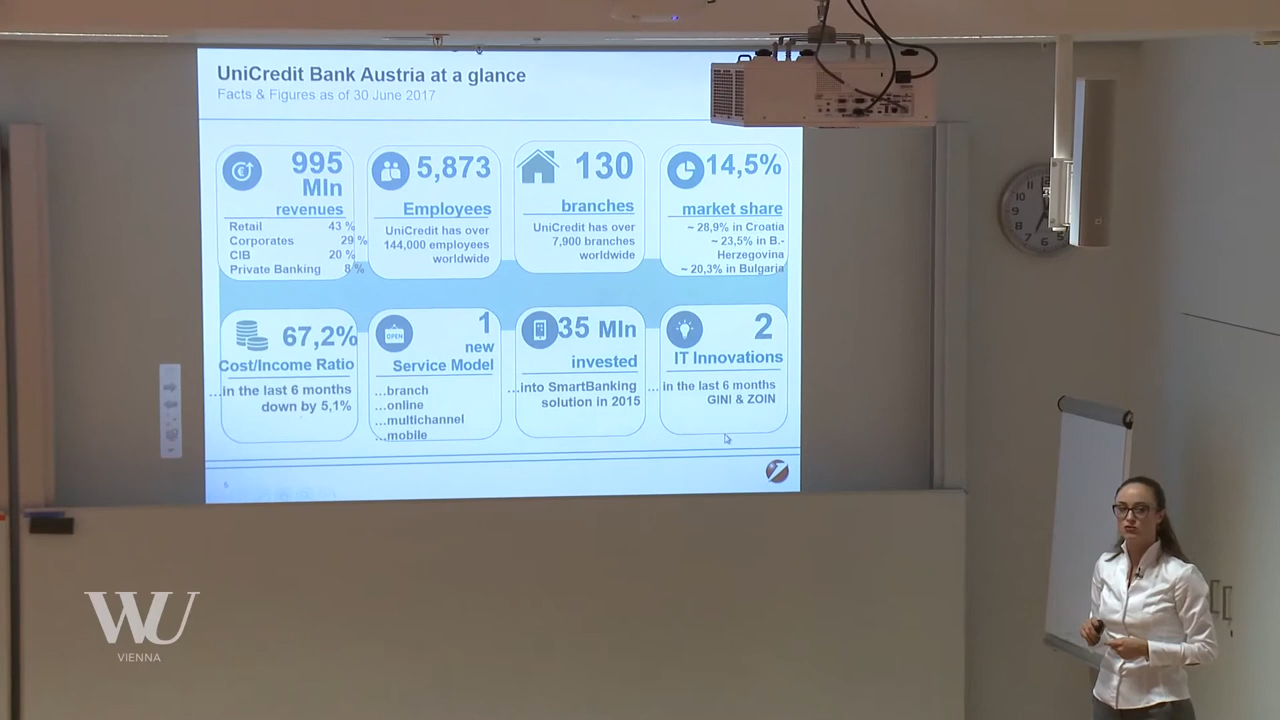 UniCredit Bank Austria at a glance
Facts & Figures as of 30 June 2017
995
Mln
revenues
Retail 43 %
Corporates 29 %
CIB 20 %
Private Banking 8 %
5,873
Employees
UniCredit has over
144,000 employees
worldwide
130
branches
UniCredit has over
7,900 branches
worldwide
14,5%
market share
~ 28,9% in Croatia
~ 23,5% in B.-
Herzegovina
~ 20,3% in Bulgaria
67,2%
Cost/Income Ratio
...in the last 6 months
down by 5,1%
OPEN
1
new
Service Model
...branch
...online
...multichannel
...mobile
35 Mln
invested
...into SmartBanking
solution in 2015
2
IT Innovations
... in the last 6 months
GINI & ZOIN
6
WU
VIENNA